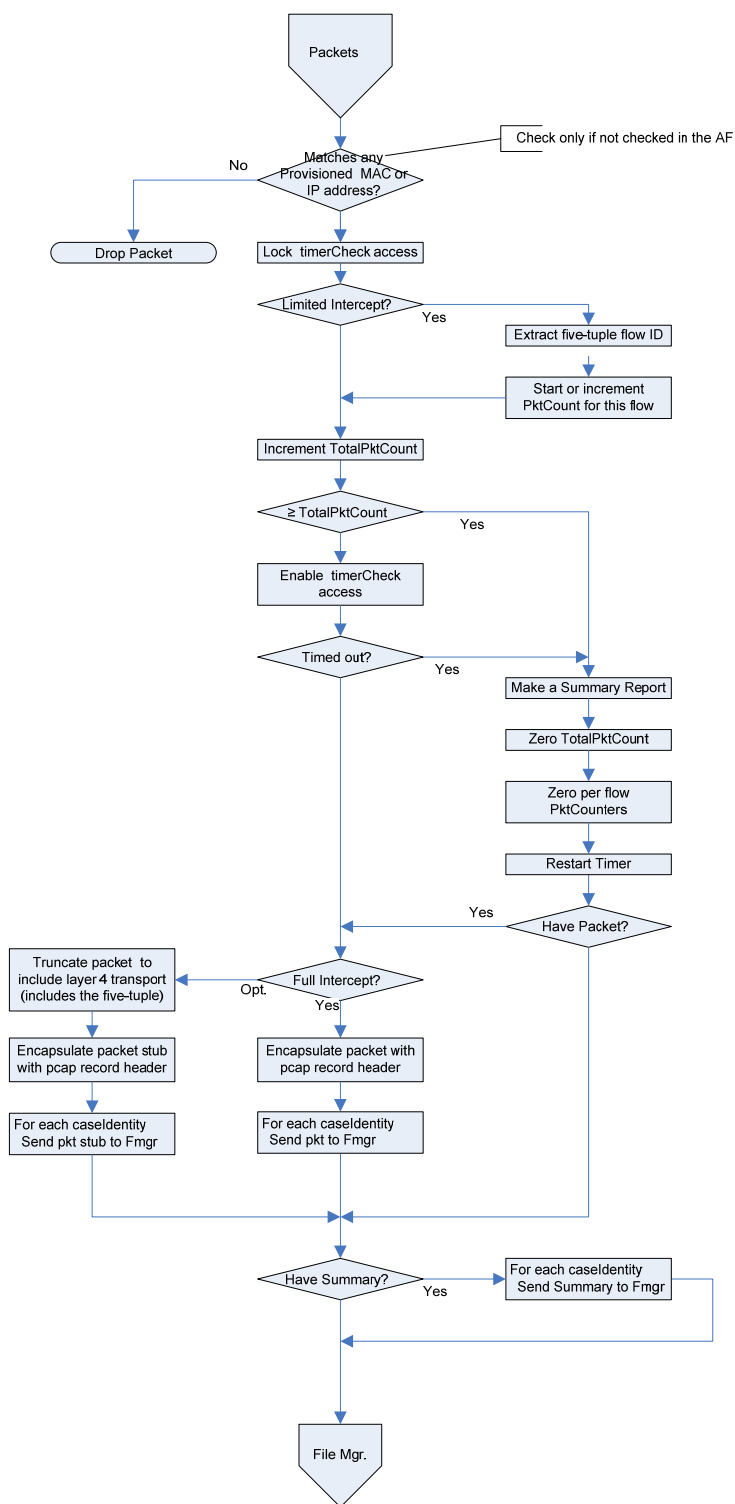 Packets
Check only if not checked in the AF
Matches any
Provisioned MAC or
IP address?
No
Drop Packet
Lock timerCheck access
Limited Intercept?
Yes
Extract five-tuple flow ID
Start or increment
PktCount for this flow
Increment TotalPktCount
≥ TotalPktCount
Yes
Enable timerCheck
access
Timed out?
Yes
Make a Summary Report
Zero TotalPktCount
Zero per flow
PktCounters
Restart Timer
Have Packet?
Yes
Truncate packet to
include layer 4 transport
(includes the five-tuple)
Opt.
Full Intercept?
Yes
Encapsulate packet stub
with pcap record header
Encapsulate packet with
pcap record header
For each caseIdentity
Send pkt stub to Fmgr
For each caseIdentity
Send pkt to Fmgr
Have Summary?
Yes
For each caseIdentity
Send Summary to Fmgr
File Mgr.